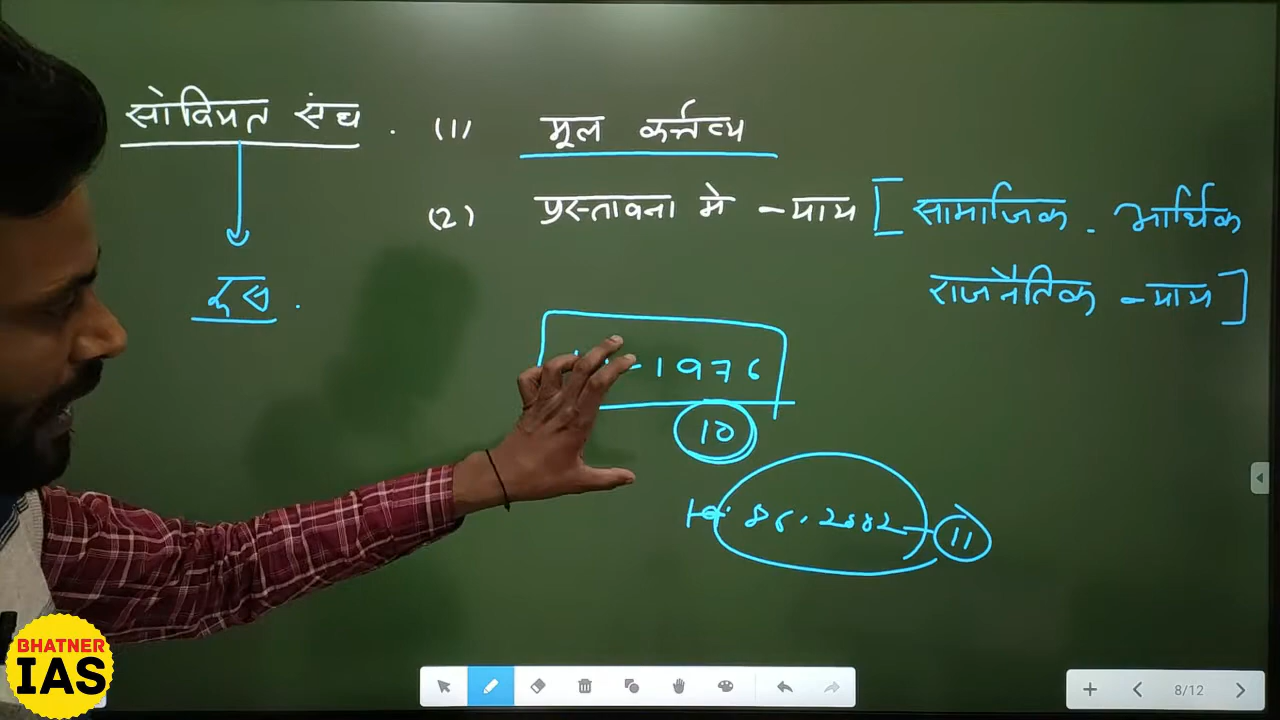 सोवियत संघ . (1) मूल कर्त्तव्य
(2) प्रस्तावना मे न्याय [ सामाजिक . आर्थिक
राजनैतिक न्याय ]
रूस .
-1976
10
86.2002 - 11
BHATNER
IAS
8/12